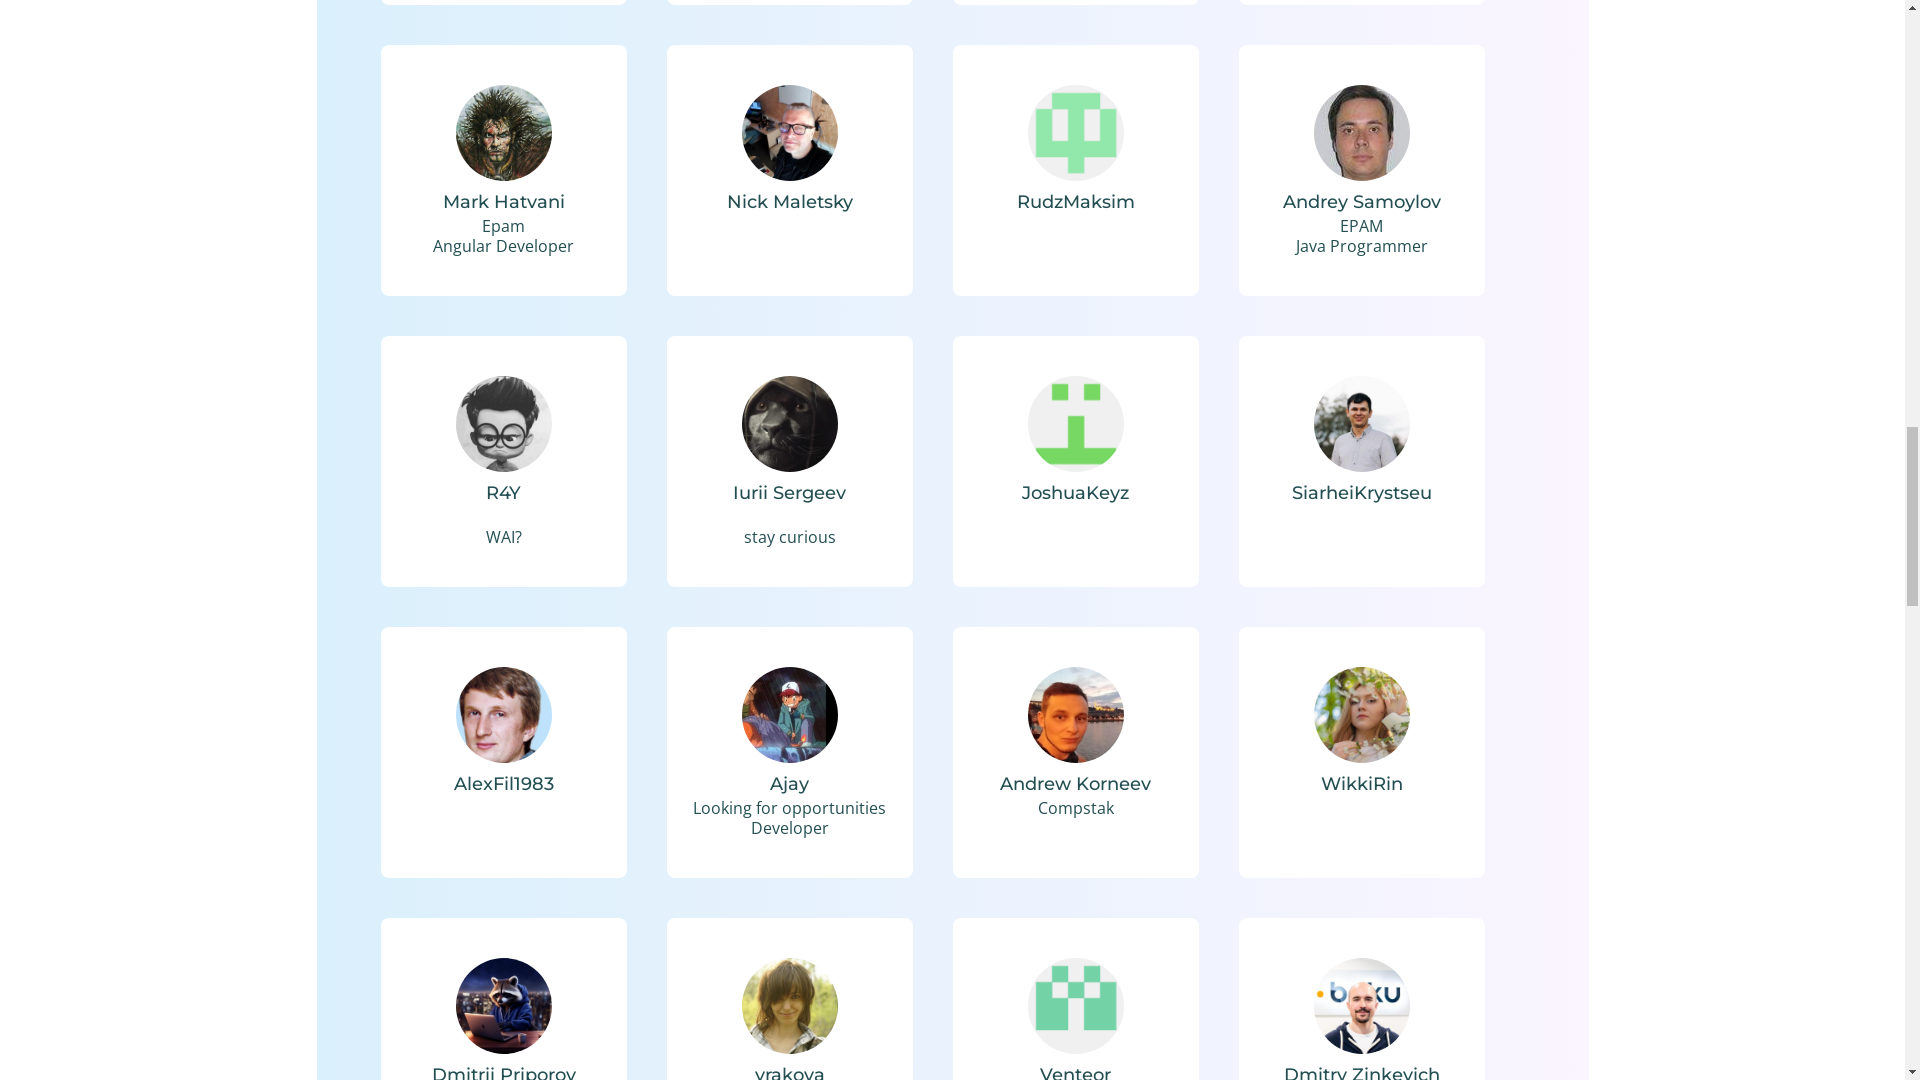 Mark Hatvani
Epam
Angular Developer
Nick Maletsky
RudzMaksim
Andrey Samoylov
EPAM
Java Programmer
R4Y
WAI?
Iurii Sergeev
stay curious
JoshuaKeyz
SiarheiKrystseu
AlexFil1983
Ajay
Looking for opportunities
Developer
Andrew Korneev
Compstak
WikkiRin
Dmitrii Priporov
vrakova
Venteor
Dmitry Zinkevich